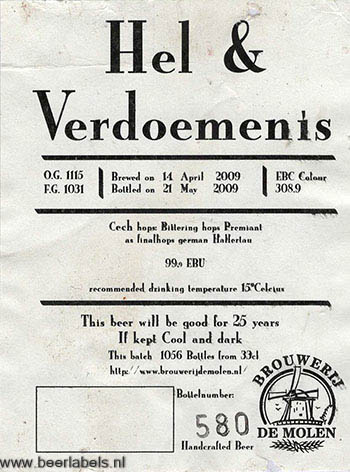 Hel &
Verdoemenis
O.G. 1115
F.G. 1031
Brewed on 14 April 2009
Bottled on 21 May 2009
EBC Colour
308.9
Cech hops: Bittering hops Premiant
as finalhops german Hallertau
99,9 EBU
recommended drinking temperature 15°Celcius
This beer will be good for 25 years
If kept Cool and dark
This batch 1056 Bottles from 33cl
http://www.brouwerijdemolen.nl/
Bottelnumber:
580
Handcrafted Beer
BROUWERIJ
DE MOLEN
www.beerlabels.nl